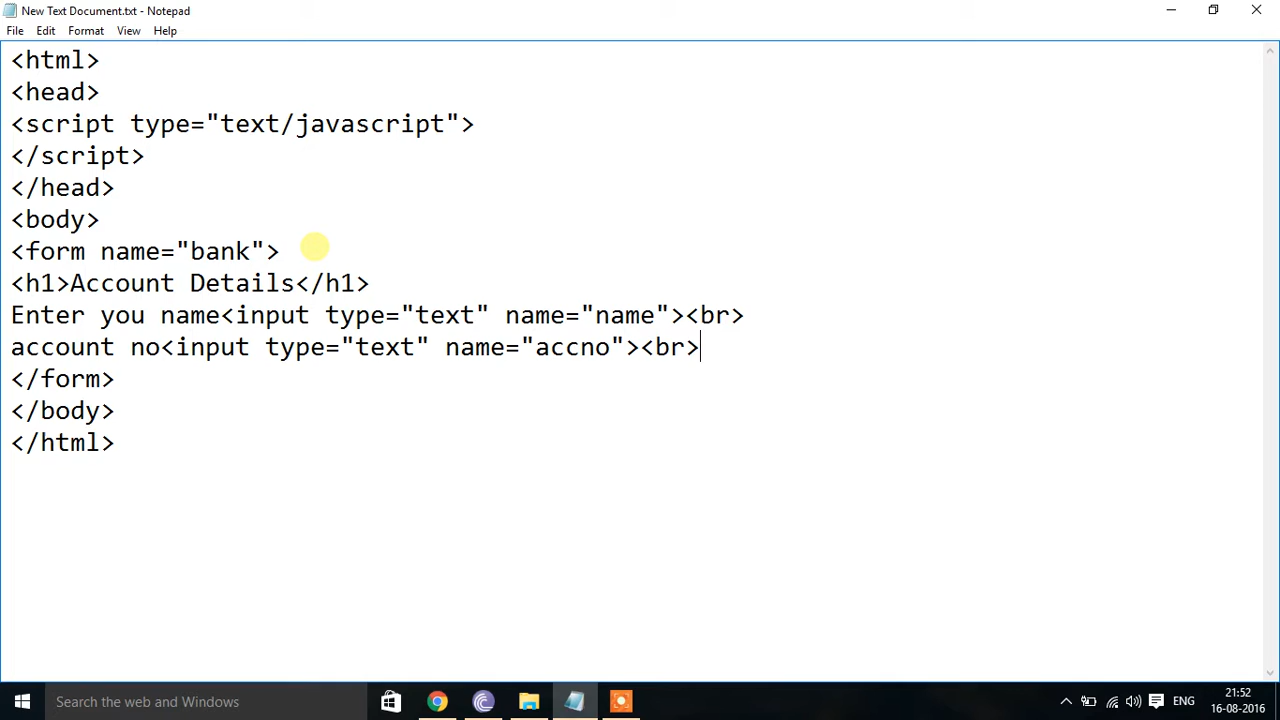 New Text Document.txt - Notepad
File Edit Format View Help
<html>
<head>
<script type="text/javascript">
</script>
</head>
<body>
<form name="bank">
<h1>Account Details</h1>
Enter you name<input type="text" name="name"><br>
account no<input type="text" name="accno"><br>
</form>
</body>
</html>
Search the web and Windows
ENG
21:52
16-08-2016